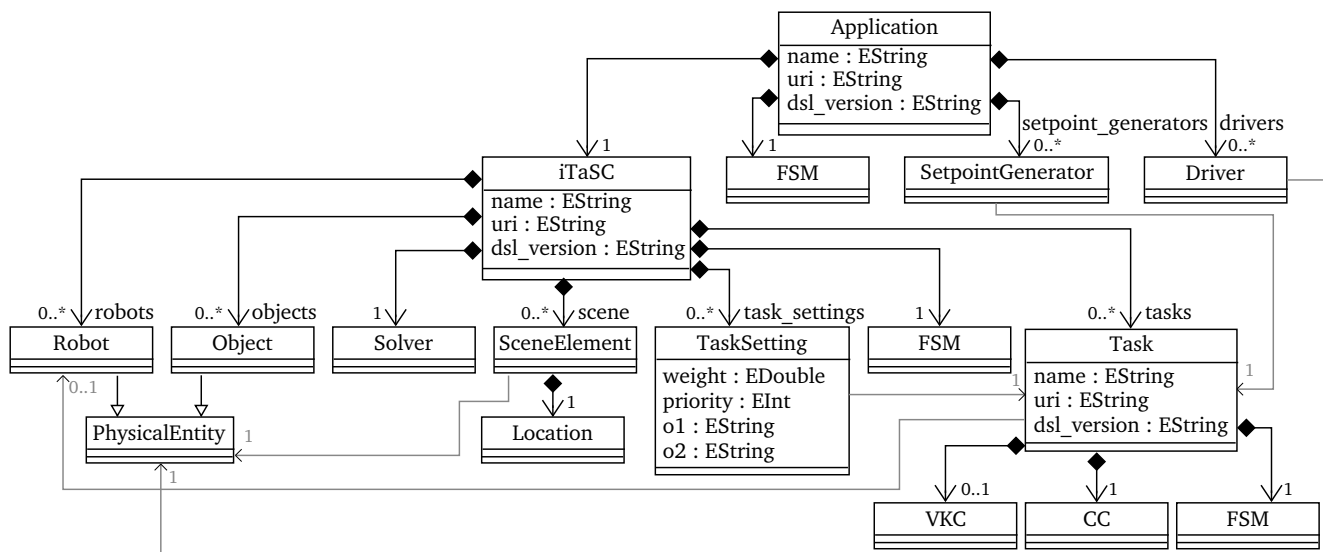 Application
name : EString
uri : EString
dsl_version : EString
setpoint_generators drivers
1 1 0..* 0..*
iTaSC FSM SetpointGenerator Driver
name : EString
uri : EString
dsl_version : EString
0..* robots 0..* objects 1 0..* scene 0..* task_settings 1 0..* tasks
Robot Object Solver SceneElement TaskSetting FSM Task
weight : EDouble
priority : EInt
o1 : EString
o2 : EString
name : EString
uri : EString
dsl_version : EString
0..1 1 1 1
PhysicalEntity 1 Location
1
0..1 1 1
VKC CC FSM